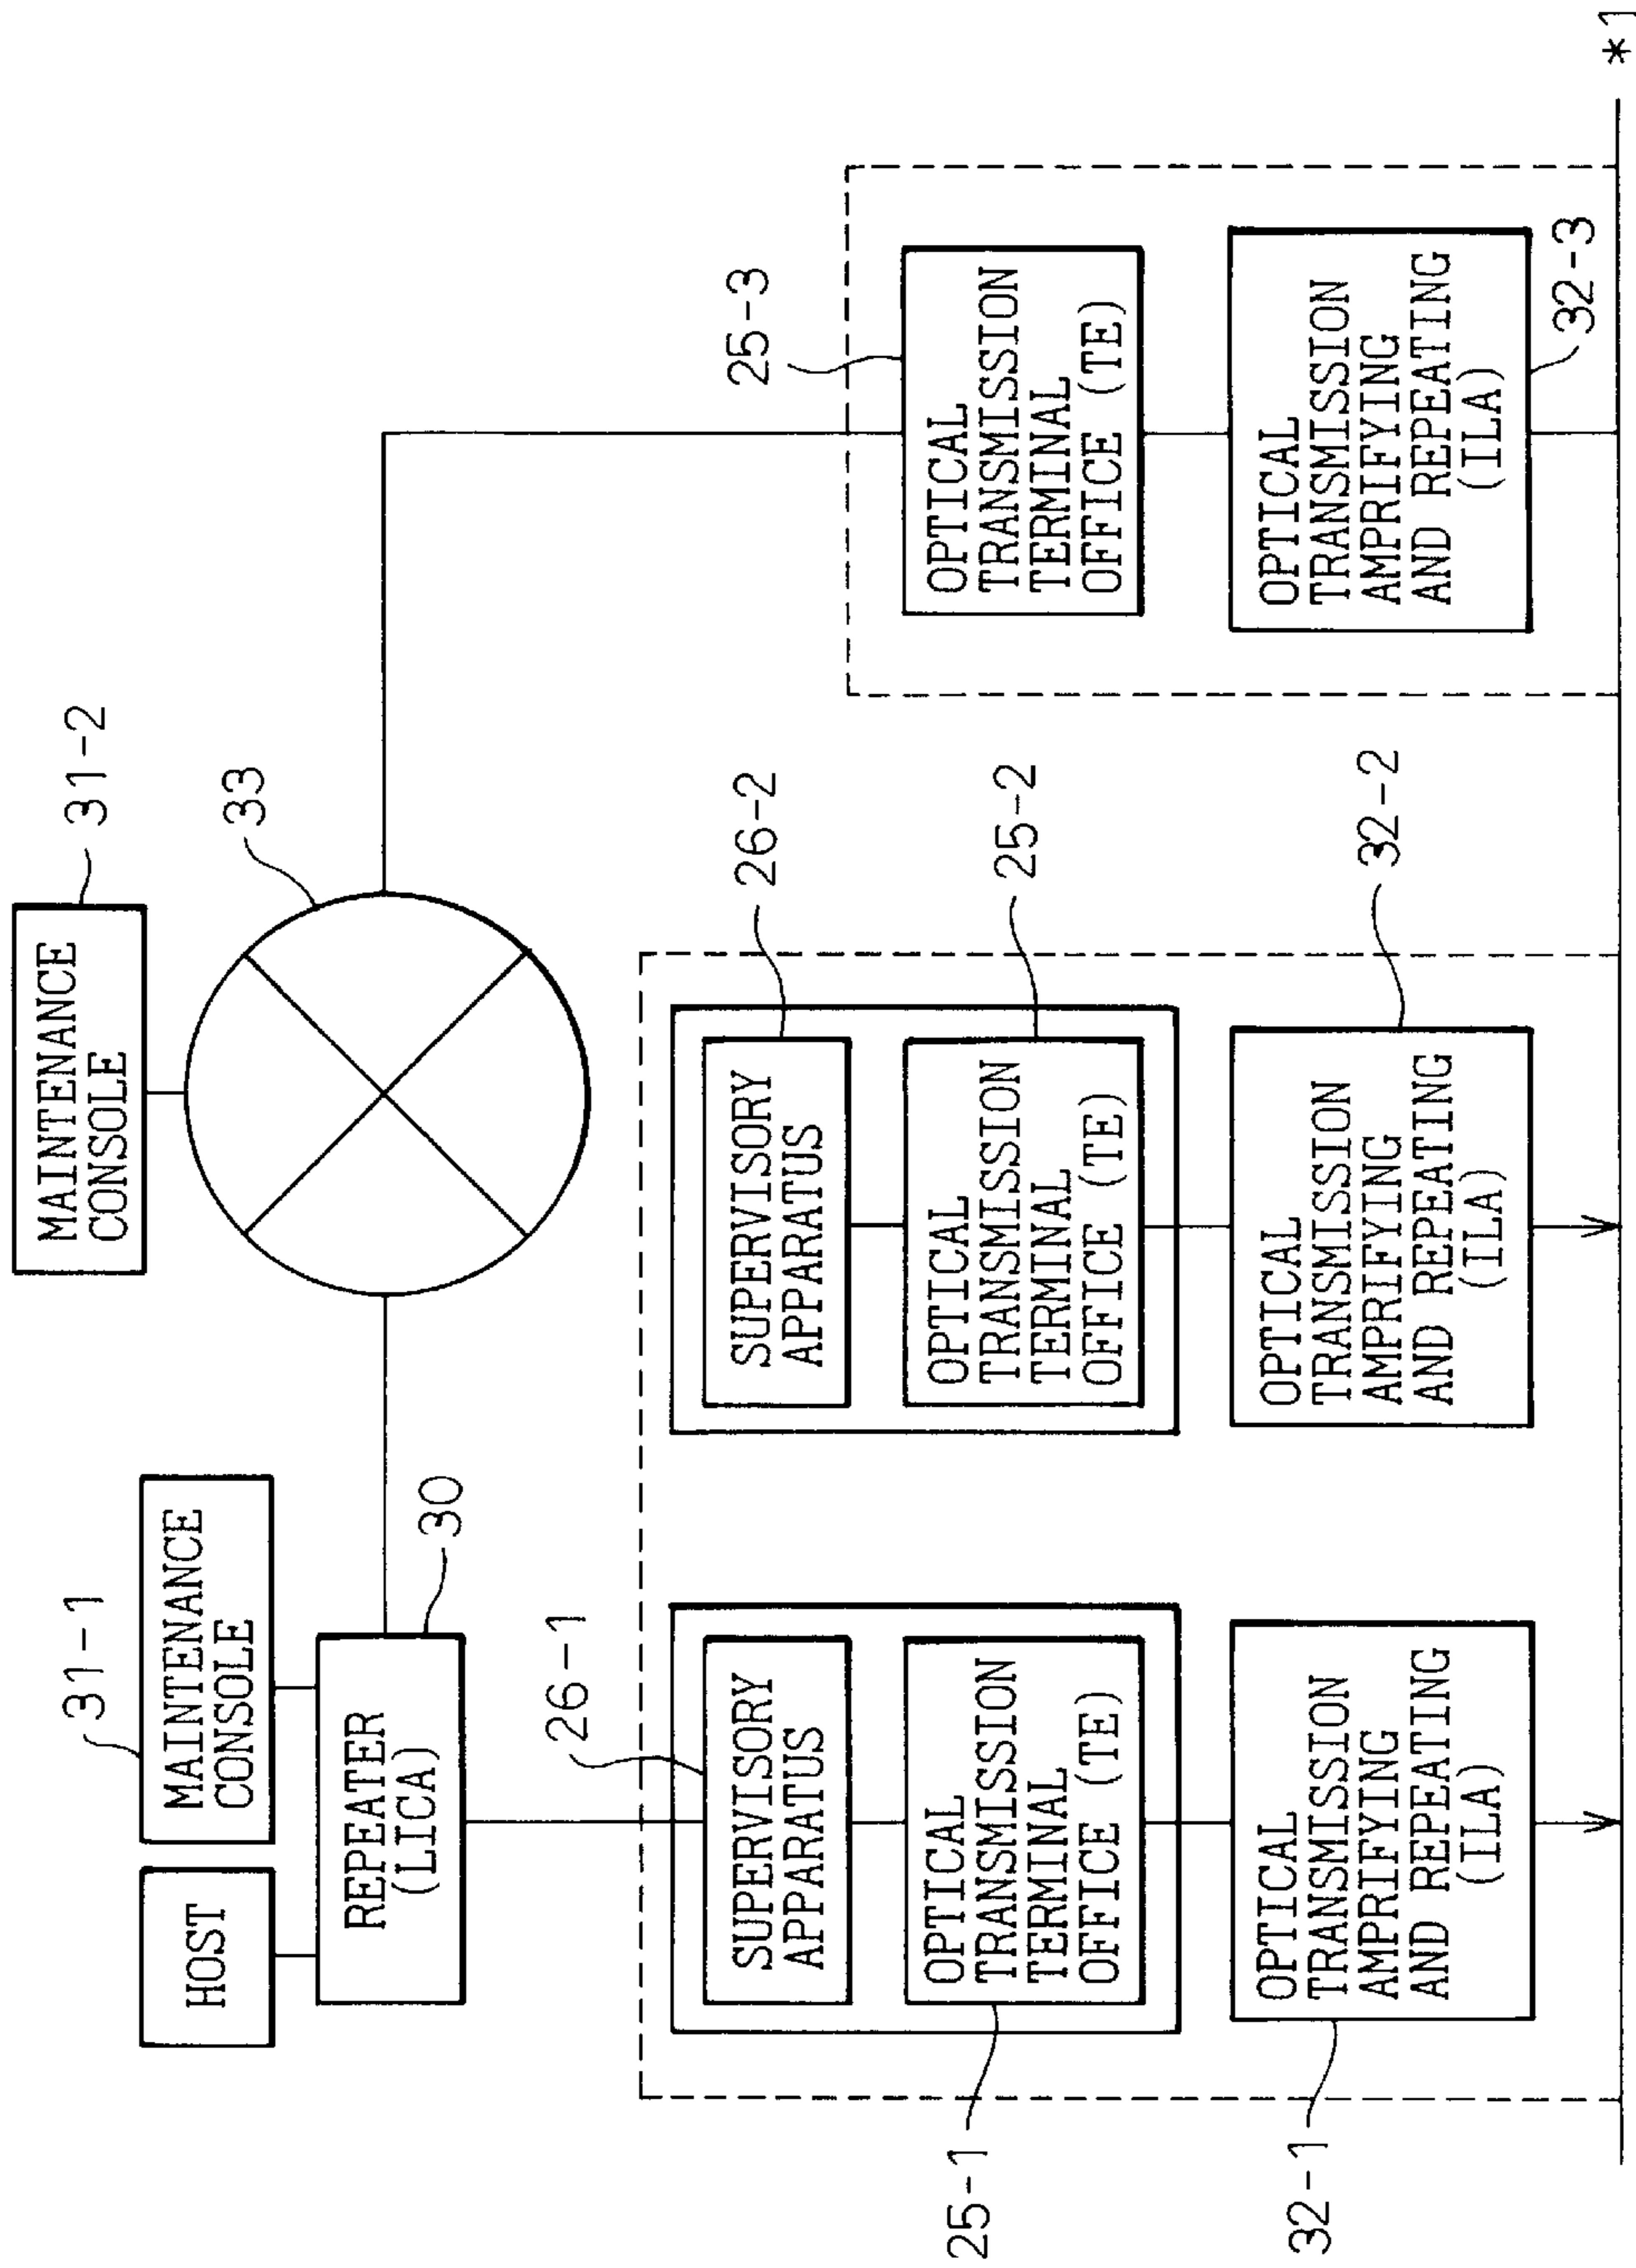 MAINTENANCE
CONSOLE
31-2
33
31-1
HOST
MAINTENANCE
CONSOLE
REPEATER
(LICA)
30
26-1
SUPERVISORY
APPARATUS
OPTICAL
TRANSMISSION
TERMINAL
OFFICE (TE)
25-1
OPTICAL
TRANSMISSION
AMPRIFYING
AND REPEATING
(ILA)
32-1
SUPERVISORY
APPARATUS
26-2
OPTICAL
TRANSMISSION
TERMINAL
OFFICE (TE)
25-2
OPTICAL
TRANSMISSION
AMPRIFYING
AND REPEATING
(ILA)
32-2
25-3
OPTICAL
TRANSMISSION
TERMINAL
OFFICE (TE)
OPTICAL
TRANSMISSION
AMPRIFYING
AND REPEATING
(ILA)
32-3
*1